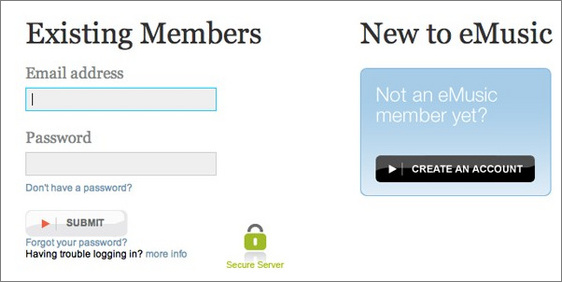 Existing Members
Email address
Password
Don't have a password?
SUBMIT
Forgot your password?
Having trouble logging in? more info
Secure Server
New to eMusic
Not an eMusic
member yet?
CREATE AN ACCOUNT